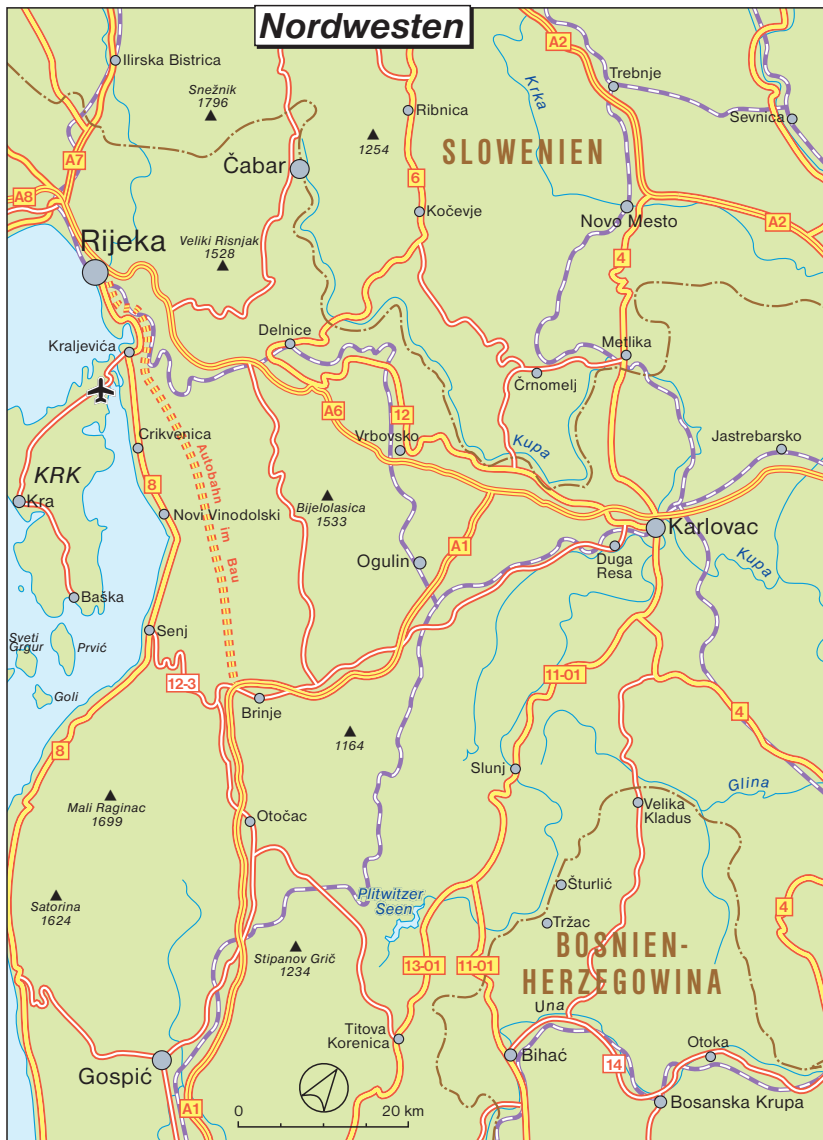 Nordwesten
A2
Ilirska Bistrica
Trebnje
Krka
Snežnik
1796
Ribnica
Sevnica
1254
SLOWENIEN
A7
Čabar
6
A8
Kočevje
Novo Mesto
A2
Rijeka
Veliki Risnjak
1528
4
Delnice
Kraljevića
Metlika
Črnomelj
A6
12
Crikvenica
Vrbovsko
Kupa
Jastrebarsko
KRK
8
Autobahn im Bau
Kra
Bijelolasica
1533
Novi Vinodolski
Karlovac
A1
Ogulin
Duga
Resa
Kupa
Baška
Senj
Sveti
Grgur
Prvić
12-3
11-01
Goli
Brinje
4
8
1164
Slunj
Glina
Mali Raginac
1699
Velika
Kladus
Otočac
Šturlić
Satorina
1624
Plitwitzer
Seen
4
Tržac
Stipanov Grič
1234
BOSNIEN-
HERZEGOWINA
13-01
11-01
Una
Titova
Korenica
Otoka
Bihać
14
Gospić
Bosanska Krupa
A1
0
20 km